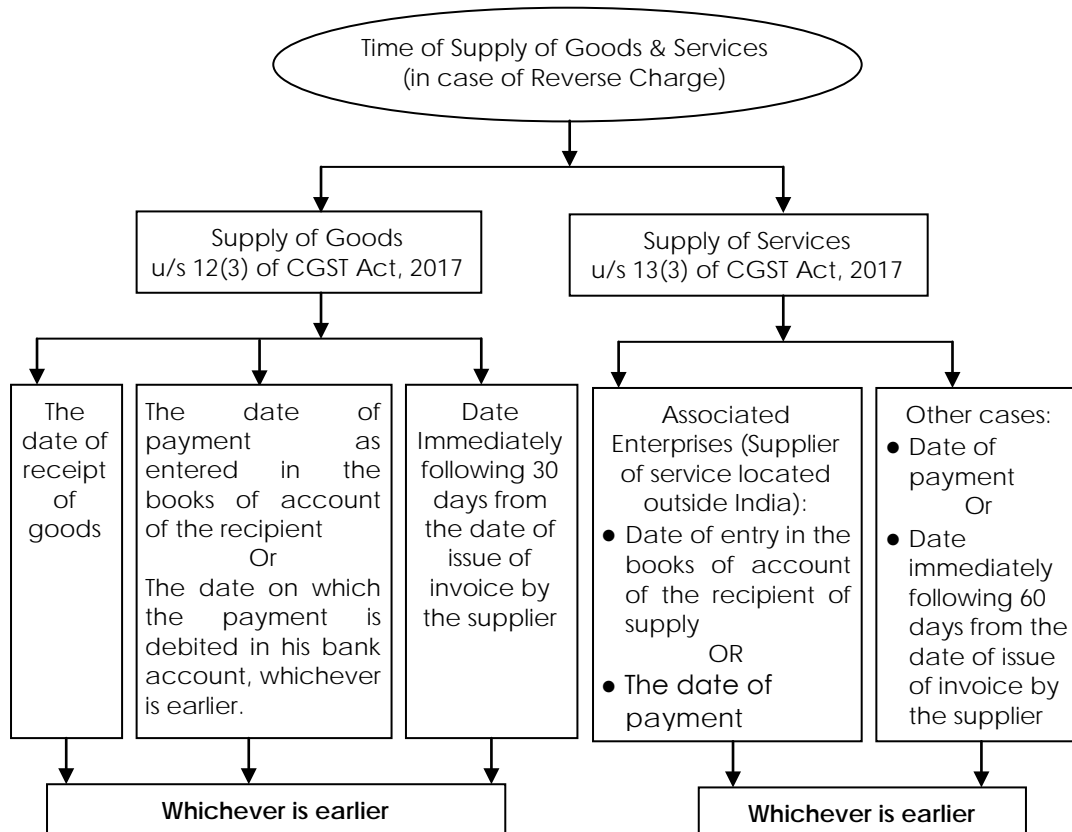 Time of Supply of Goods & Services
(in case of Reverse Charge)
Supply of Goods
u/s 12(3) of CGST Act, 2017
Supply of Services
u/s 13(3) of CGST Act, 2017
The
date of
receipt
of
goods
The date of
payment as
entered in the
books of account
of the recipient
Or
The date on which
the payment is
debited in his bank
account, whichever
is earlier.
Date
Immediately
following 30
days from
the date of
issue of
invoice by
the supplier
Associated
Enterprises (Supplier
of service located
outside India):
● Date of entry in the
books of account
of the recipient of
supply
OR
● The date of
payment
Other cases:
● Date of
payment
Or
● Date
immediately
following 60
days from the
date of issue
of invoice by
the supplier
Whichever is earlier
Whichever is earlier